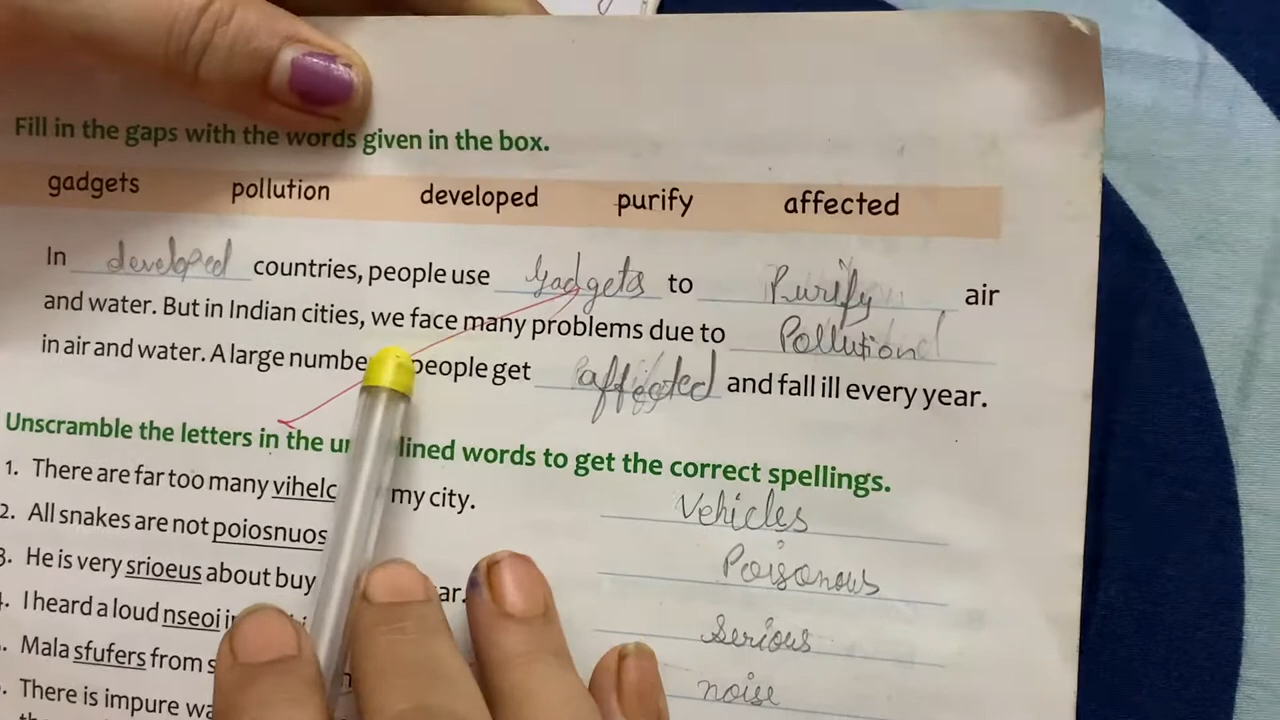 Fill in the gaps with the words given in the box.
gadgets pollution developed purify affected
In developed countries, people use Gadgets to Purify air
and water. But in Indian cities, we face many problems due to Pollution
in air and water. A large number people get affected and fall ill every year.
Unscramble the letters in the lined words to get the correct spellings.
1. There are far too many vihelc my city. Vehicles
2. All snakes are not poiosnuos Poisonous
3. He is very srioeus about buy ar. Serious
I heard a loud nseoi noise
Mala sfufers from
There is impure